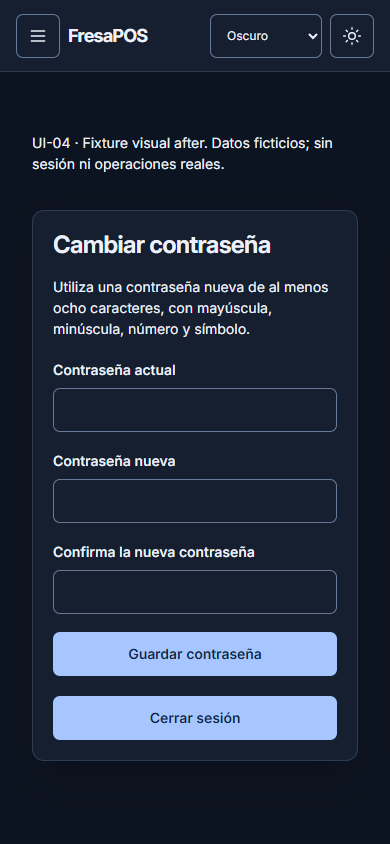 FresaPOS
Oscuro
UI-04 · Fixture visual after. Datos ficticios; sin
sesión ni operaciones reales.
Cambiar contraseña
Utiliza una contraseña nueva de al menos
ocho caracteres, con mayúscula,
minúscula, número y símbolo.
Contraseña actual
Contraseña nueva
Confirma la nueva contraseña
Guardar contraseña
Cerrar sesión